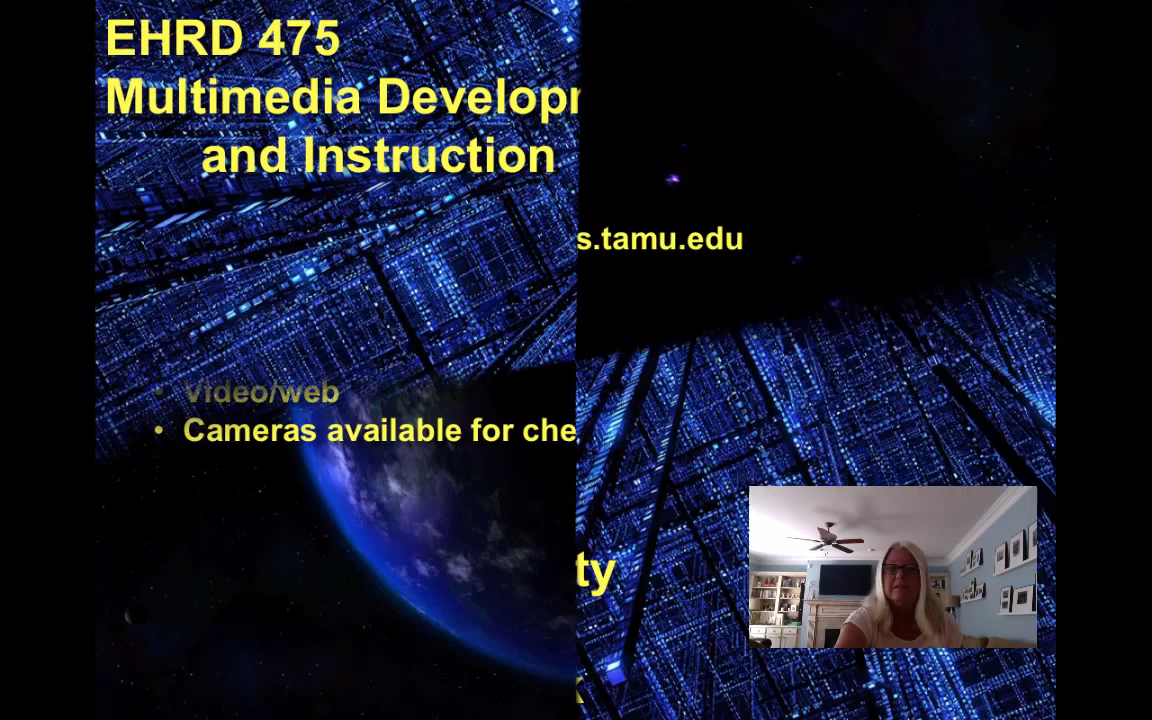 EHRD 475
Multimedia Develop
and Instruction
s.tamu.edu
• Video/web
• Cameras available for che
ty